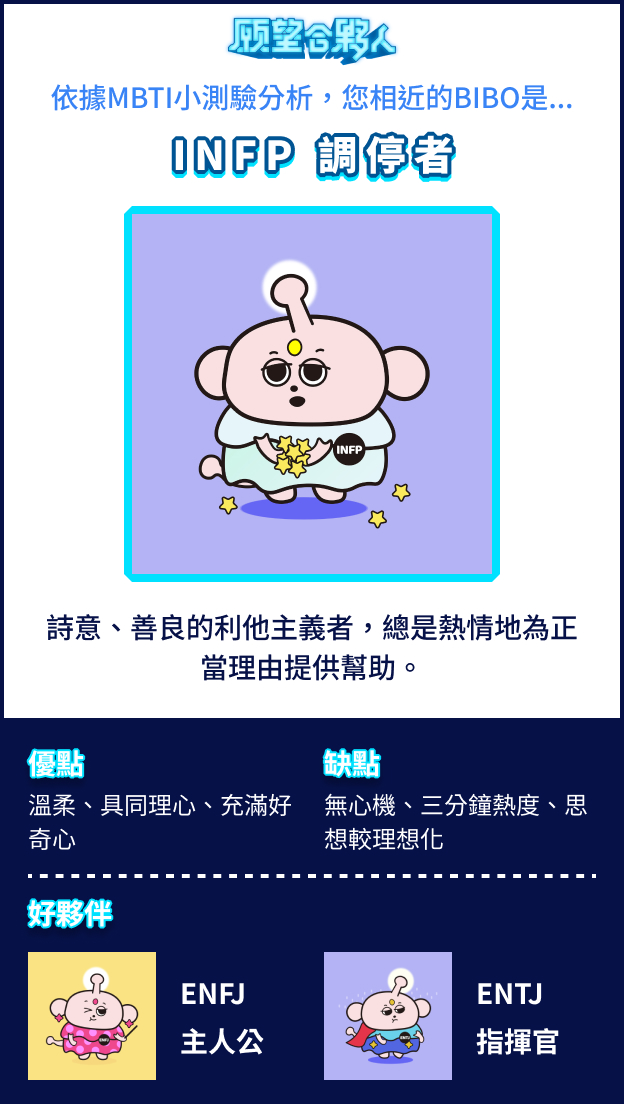 願望合夥人
依據MBTI小測驗分析，您相近的BIBO是...
INFP 調停者
INFP
詩意、善良的利他主義者，總是熱情地為正
當理由提供幫助。
優點
溫柔、具同理心、充滿好
奇心
缺點
無心機、三分鐘熱度、思
想較理想化
好夥伴
ENFJ
主人公
ENTJ
指揮官